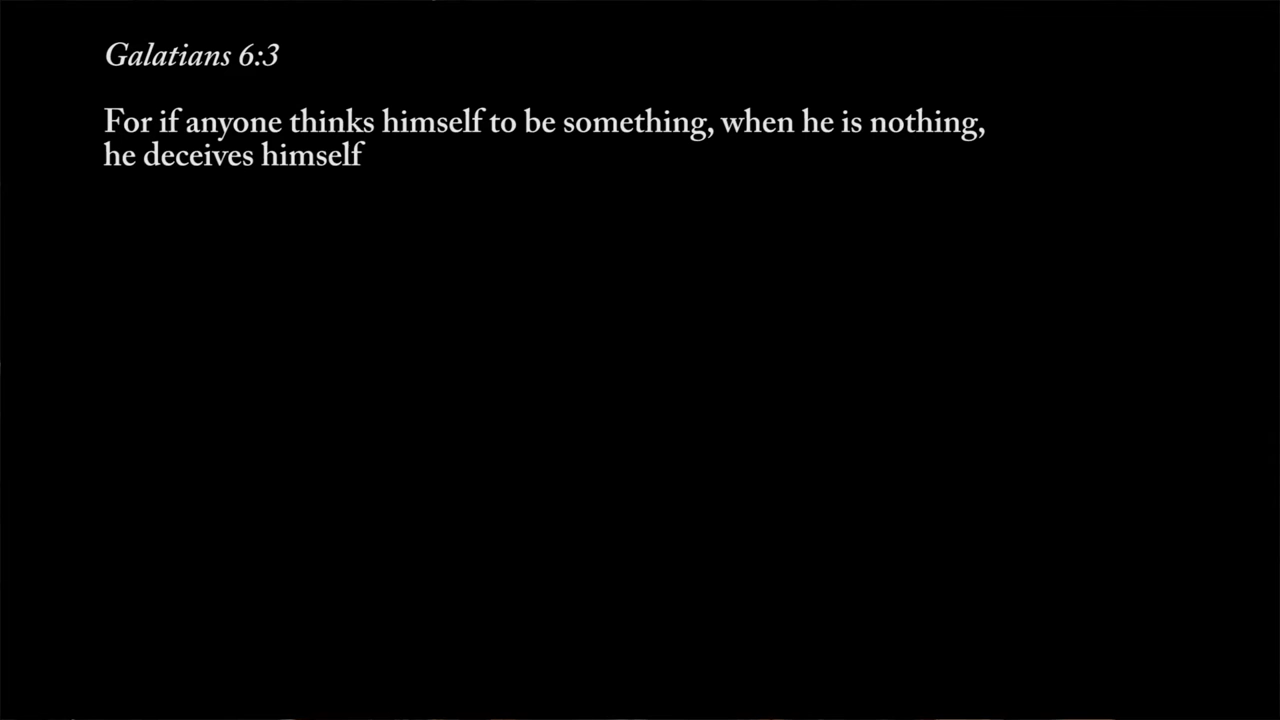 Galatians 6:3
For if anyone thinks himself to be something, when he is nothing,
he deceives himself